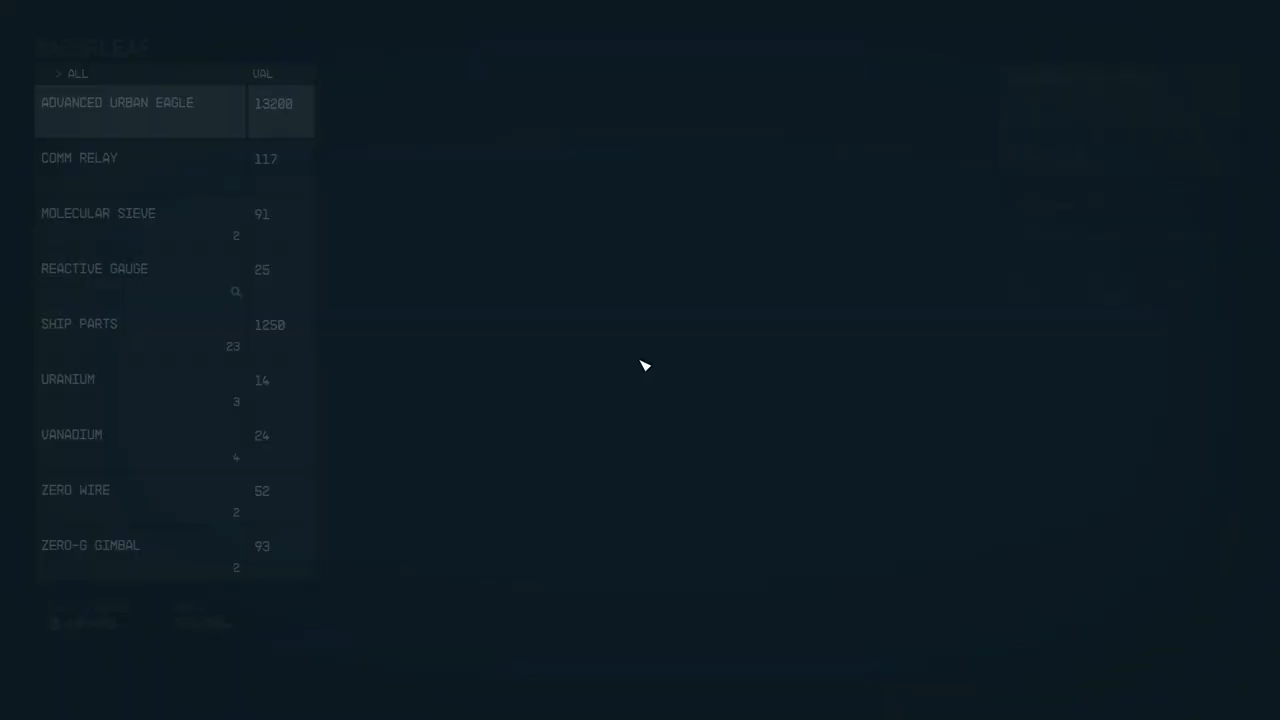 > ALL VAL
ADVANCED URBAN EAGLE 13200
COMM RELAY 117
MOLECULAR SIEVE 91
2
REACTIVE GAUGE 25
SHIP PARTS 1250
23
URANIUM 14
3
VANADIUM 24
4
ZERO WIRE 52
2
ZERO-G GIMBAL 93
2